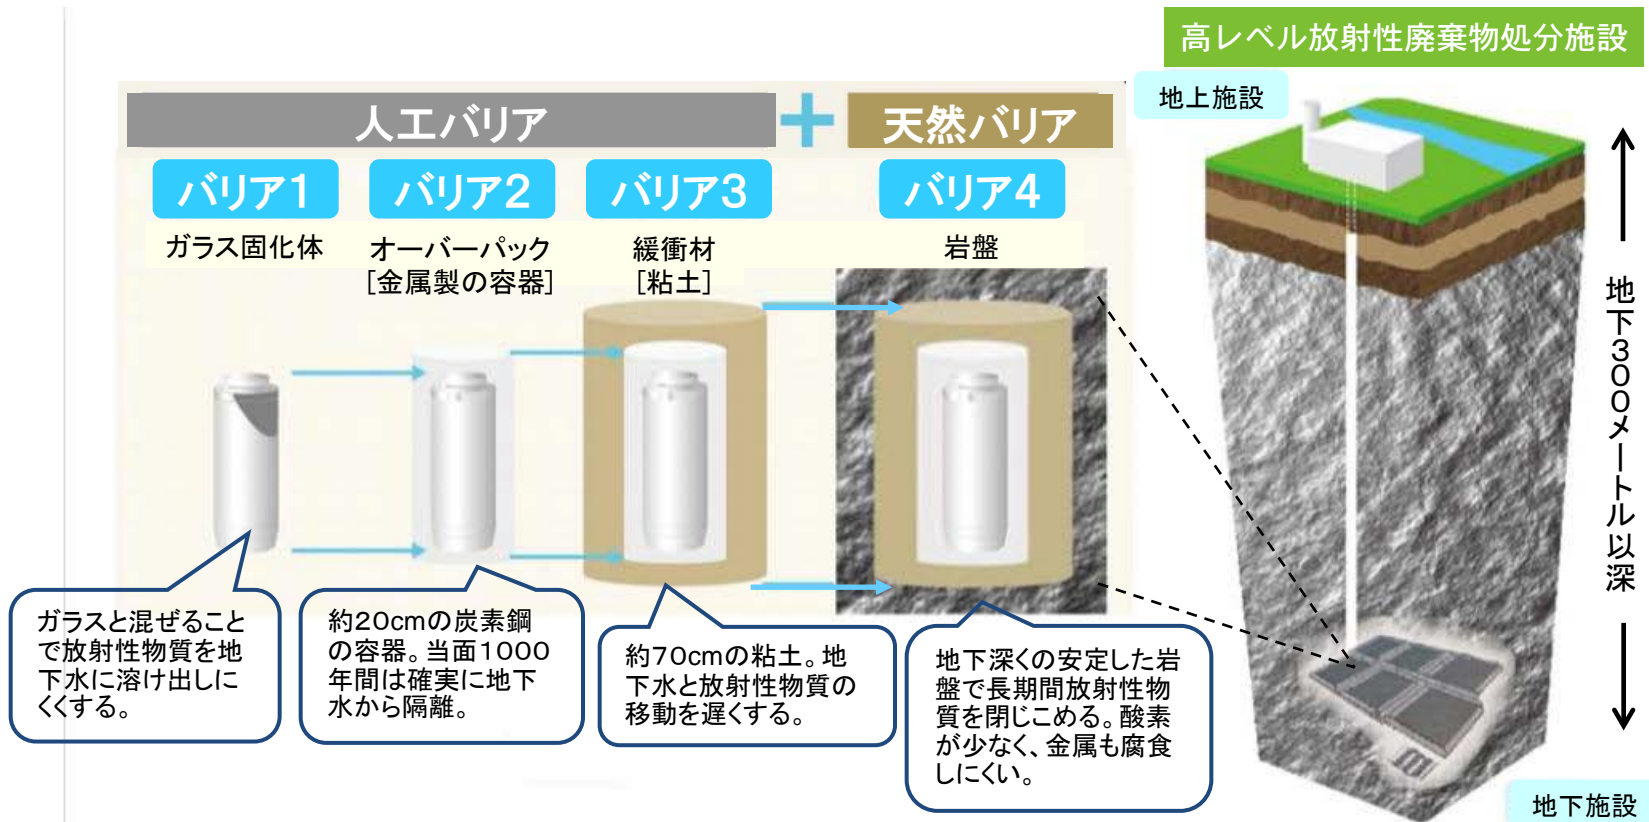 高レベル放射性廃棄物処分施設
地上施設
人工バリア
+
天然バリア
バリア1
バリア2
バリア3
バリア4
ガラス固化体
オーバーパック
[金属製の容器]
緩衝材
[粘土]
岩盤
地下300メートル以深
ガラスと混ぜること
で放射性物質を地
下水に溶け出しに
くくする。
約20cmの炭素鋼
の容器。当面1000
年間は確実に地下
水から隔離。
約70cmの粘土。地
下水と放射性物質の
移動を遅くする。
地下深くの安定した岩
盤で長期間放射性物
質を閉じこめる。酸素
が少なく、金属も腐食
しにくい。
地下施設